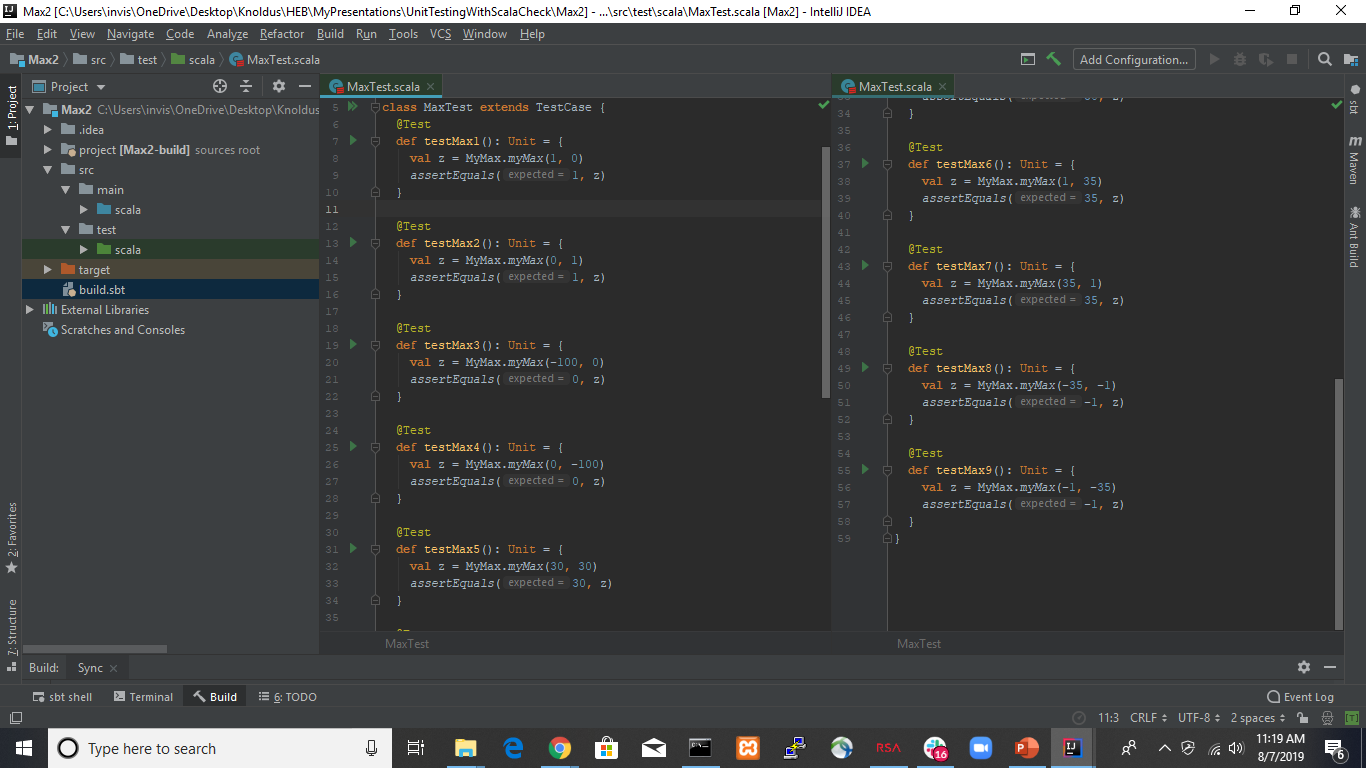 Max2 [C:\Users\invis\OneDrive\Desktop\Knoldus\HEB\MyPresentations\UnitTestingWithScalaCheck\Max2] - ...\src\test\scala\MaxTest.scala [Max2] - IntelliJ IDEA
File Edit View Navigate Code Analyze Refactor Build Run Tools VCS Window Help
Max2 src test scala MaxTest.scala
Add Configuration...
1: Project
2: Favorites
7: Structure
Project
Max2 C:\Users\invis\OneDrive\Desktop\Knoldus
.idea
project [Max2-build] sources root
src
main
scala
test
scala
target
build.sbt
External Libraries
Scratches and Consoles
MaxTest.scala
5 class MaxTest extends TestCase {
6 @Test
7 def testMax1(): Unit = {
8 val z = MyMax.myMax(1, 0)
9 assertEquals( expected = 1, z)
10 }
11
12 @Test
13 def testMax2(): Unit = {
14 val z = MyMax.myMax(0, 1)
15 assertEquals( expected = 1, z)
16 }
17
18 @Test
19 def testMax3(): Unit = {
20 val z = MyMax.myMax(-100, 0)
21 assertEquals( expected = 0, z)
22 }
23
24 @Test
25 def testMax4(): Unit = {
26 val z = MyMax.myMax(0, -100)
27 assertEquals( expected = 0, z)
28 }
29
30 @Test
31 def testMax5(): Unit = {
32 val z = MyMax.myMax(30, 30)
33 assertEquals( expected = 30, z)
34 }
35
MaxTest
MaxTest.scala
34 }
35
36 @Test
37 def testMax6(): Unit = {
38 val z = MyMax.myMax(1, 35)
39 assertEquals( expected = 35, z)
40 }
41
42 @Test
43 def testMax7(): Unit = {
44 val z = MyMax.myMax(35, 1)
45 assertEquals( expected = 35, z)
46 }
47
48 @Test
49 def testMax8(): Unit = {
50 val z = MyMax.myMax(-35, -1)
51 assertEquals( expected = -1, z)
52 }
53
54 @Test
55 def testMax9(): Unit = {
56 val z = MyMax.myMax(-1, -35)
57 assertEquals( expected = -1, z)
58 }
59 }
MaxTest
sbt
m Maven
Ant Build
Build: Sync
sbt shell Terminal Build 6: TODO Event Log
11:3 CRLF UTF-8 2 spaces [T]
Type here to search
RSA
16
11:19 AM
8/7/2019
6